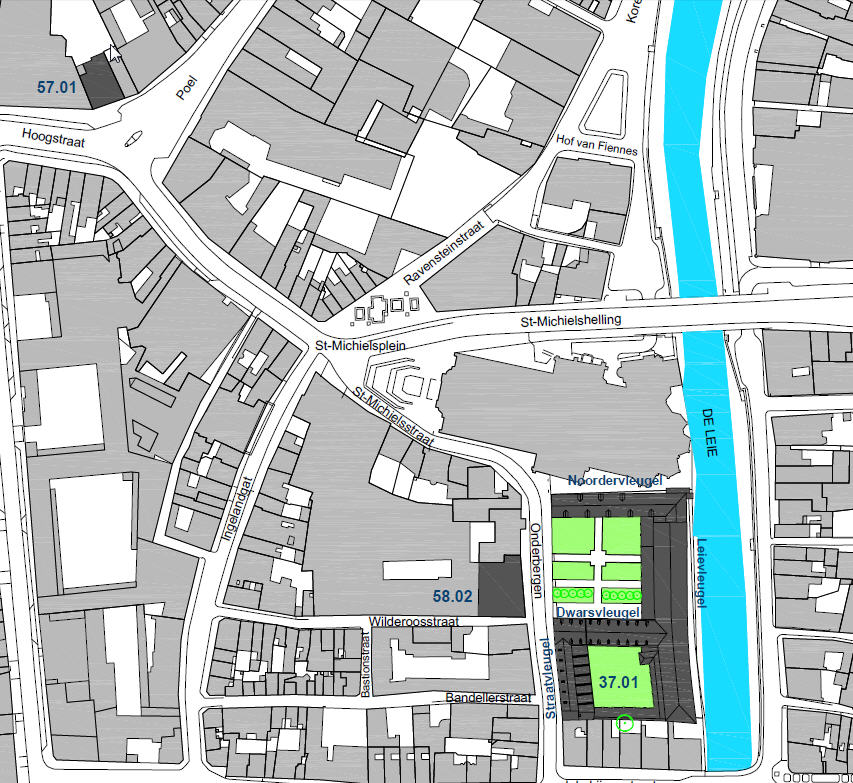 Kore
57.01
Poel
Hoogstraat
Hof van Fiennes
Ravensteinstraat
St-Michielshelling
St-Michielsplein
St-Michielsstraat
DE LEIE
Noordervleugel
Ingelandgat
Onderbergen
Leievleugel
58.02
Dwarsvleugel
Wilderoosstraat
Bastionstraat
Straatvleugel
37.01
Bandellerstraat